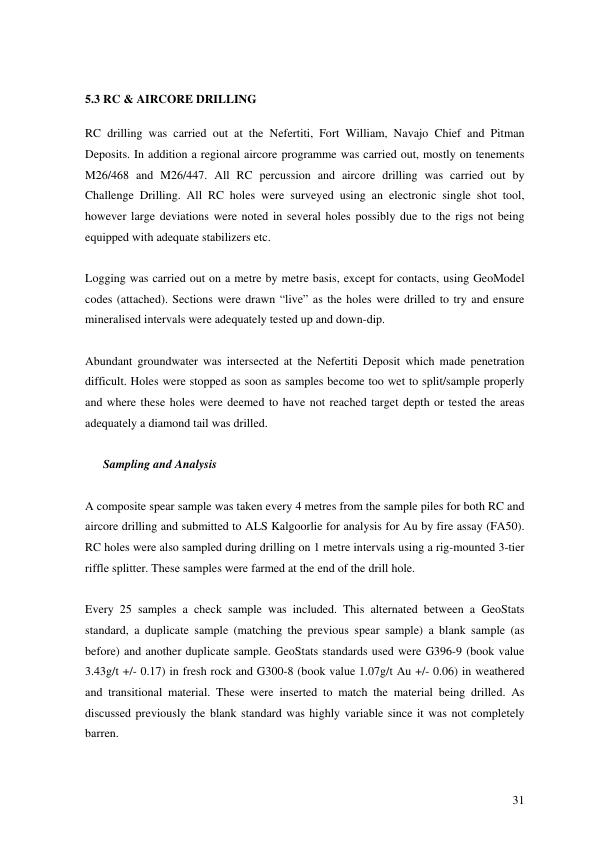 5.3 RC & AIRCORE DRILLING
RC drilling was carried out at the Nefertiti, Fort William, Navajo Chief and Pitman
Deposits. In addition a regional aircore programme was carried out, mostly on tenements
M26/468 and M26/447. All RC percussion and aircore drilling was carried out by
Challenge Drilling. All RC holes were surveyed using an electronic single shot tool,
however large deviations were noted in several holes possibly due to the rigs not being
equipped with adequate stabilizers etc.
Logging was carried out on a metre by metre basis, except for contacts, using GeoModel
codes (attached). Sections were drawn “live” as the holes were drilled to try and ensure
mineralised intervals were adequately tested up and down-dip.
Abundant groundwater was intersected at the Nefertiti Deposit which made penetration
difficult. Holes were stopped as soon as samples become too wet to split/sample properly
and where these holes were deemed to have not reached target depth or tested the areas
adequately a diamond tail was drilled.
Sampling and Analysis
A composite spear sample was taken every 4 metres from the sample piles for both RC and
aircore drilling and submitted to ALS Kalgoorlie for analysis for Au by fire assay (FA50).
RC holes were also sampled during drilling on 1 metre intervals using a rig-mounted 3-tier
riffle splitter. These samples were farmed at the end of the drill hole.
Every 25 samples a check sample was included. This alternated between a GeoStats
standard, a duplicate sample (matching the previous spear sample) a blank sample (as
before) and another duplicate sample. GeoStats standards used were G396-9 (book value
3.43g/t +/- 0.17) in fresh rock and G300-8 (book value 1.07g/t Au +/- 0.06) in weathered
and transitional material. These were inserted to match the material being drilled. As
discussed previously the blank standard was highly variable since it was not completely
barren.
31